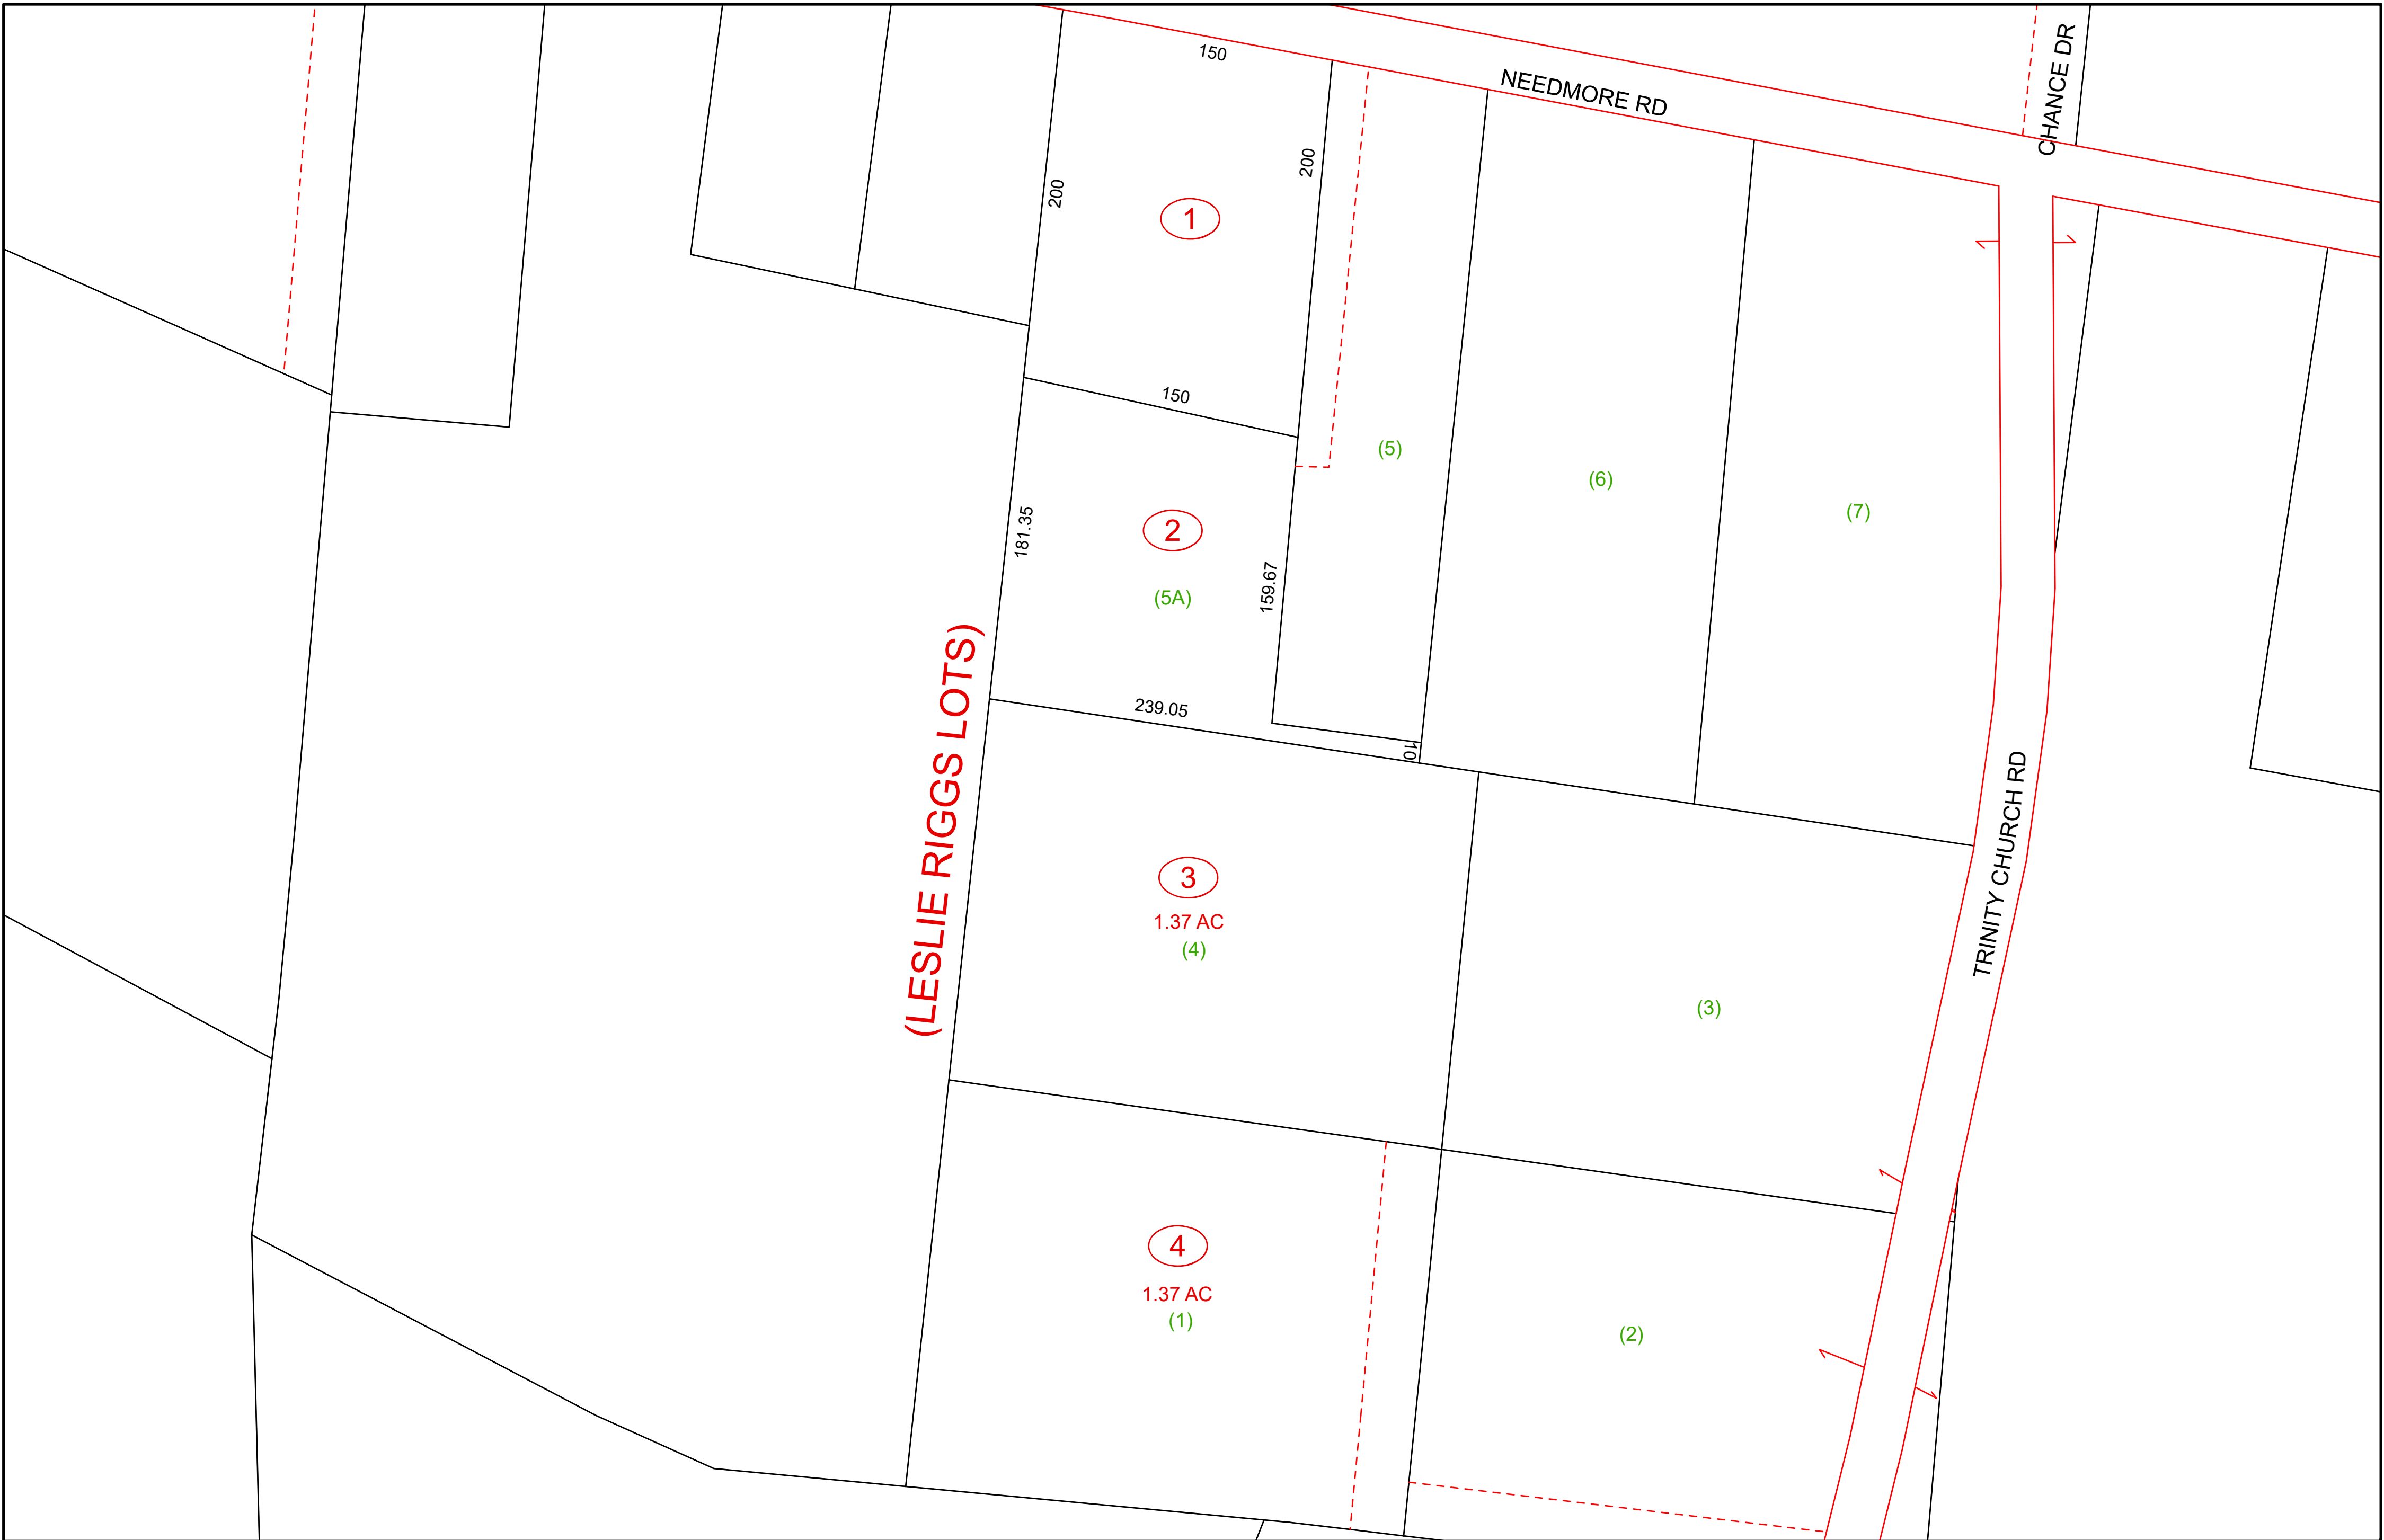 150
NEEDMORE RD
CHANCE DR
200
200
1
150
(5)
(6)
(7)
181.35
2
(5A)
159.67
(LESLIE RIGGS LOTS)
239.05
10
TRINITY CHURCH RD
3
1.37 AC
(4)
(3)
4
1.37 AC
(1)
(2)